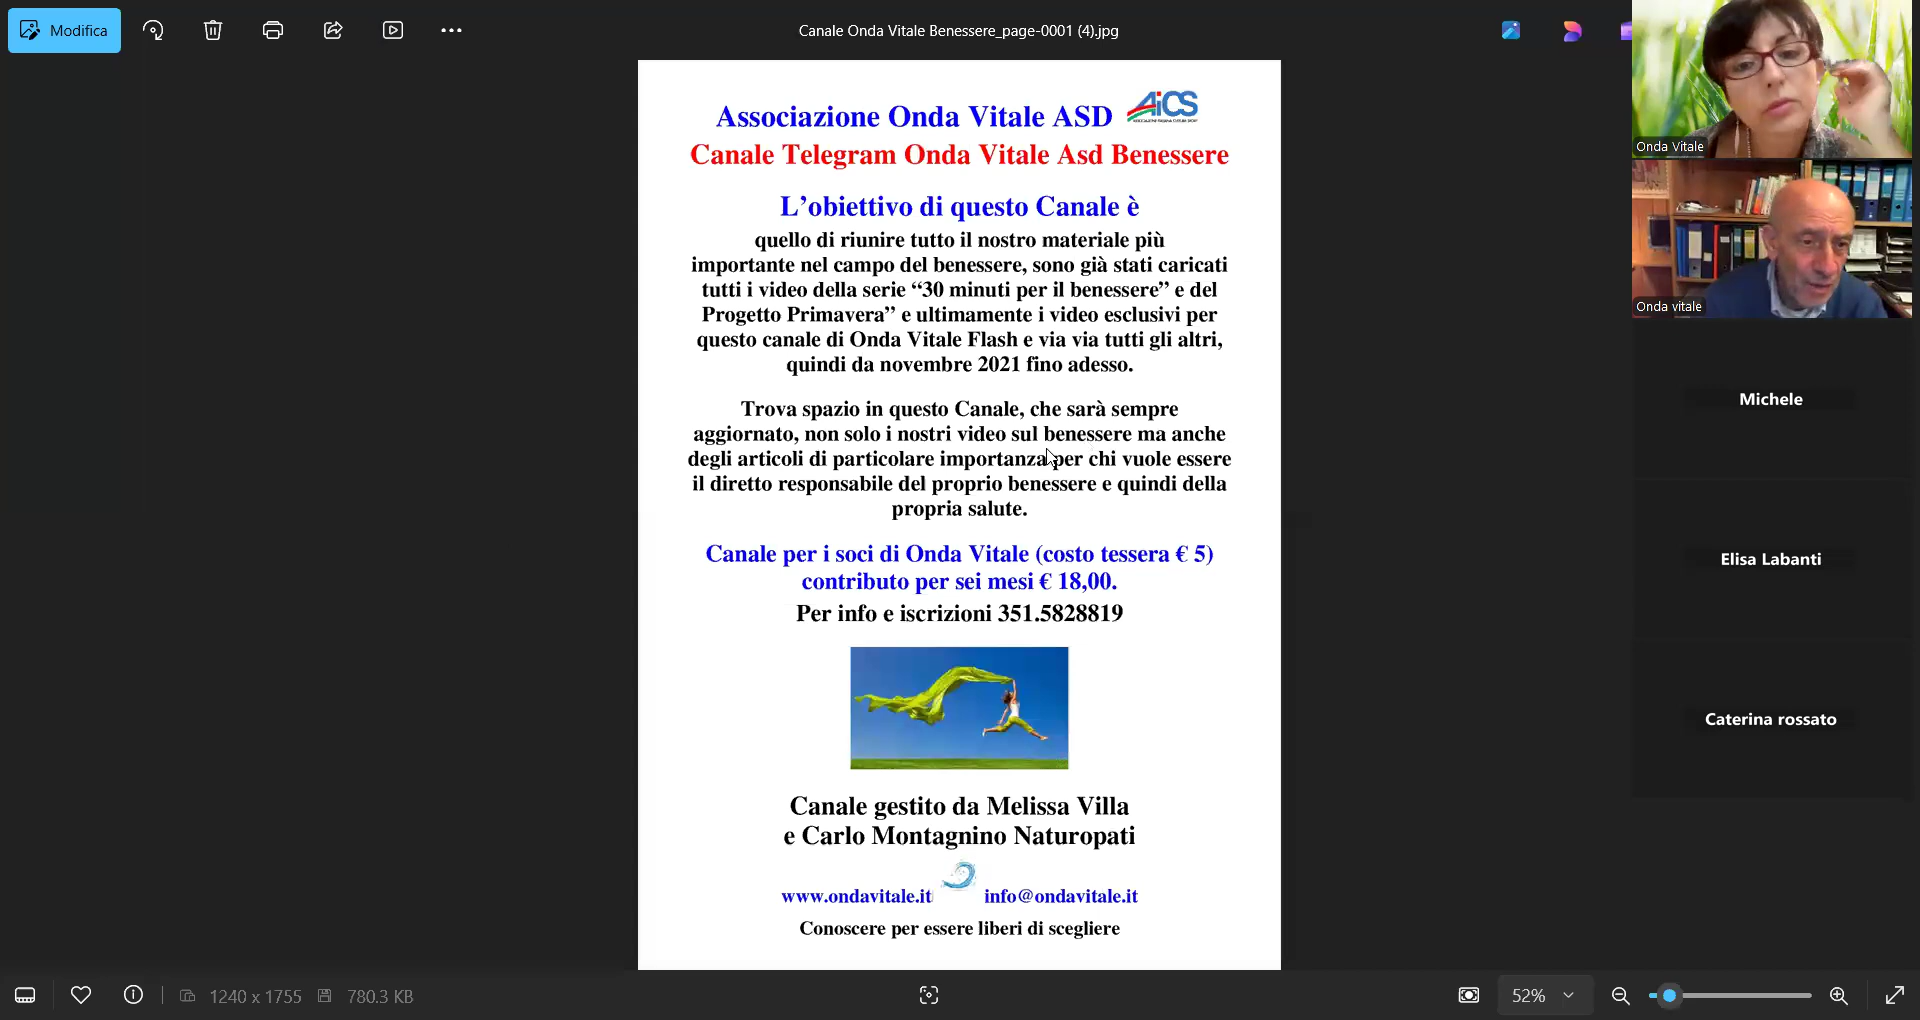 Modifica
Canale Onda Vitale Benessere_page-0001 (4).jpg
Associazione Onda Vitale ASD
AiCS
Canale Telegram Onda Vitale Asd Benessere
L’obiettivo di questo Canale è
quello di riunire tutto il nostro materiale più
importante nel campo del benessere, sono già stati caricati
tutti i video della serie “30 minuti per il benessere” e del
Progetto Primavera” e ultimamente i video esclusivi per
questo canale di Onda Vitale Flash e via via tutti gli altri,
quindi da novembre 2021 fino adesso.
Trova spazio in questo Canale, che sarà sempre
aggiornato, non solo i nostri video sul benessere ma anche
degli articoli di particolare importanza per chi vuole essere
il diretto responsabile del proprio benessere e quindi della
propria salute.
Canale per i soci di Onda Vitale (costo tessera € 5)
contributo per sei mesi € 18,00.
Per info e iscrizioni 351.5828819
Canale gestito da Melissa Villa
e Carlo Montagnino Naturopati
www.ondavitale.it info@ondavitale.it
Conoscere per essere liberi di scegliere
Onda Vitale
Onda vitale
Michele
Elisa Labanti
Caterina rossato
1240 x 1755
780.3 KB
52%